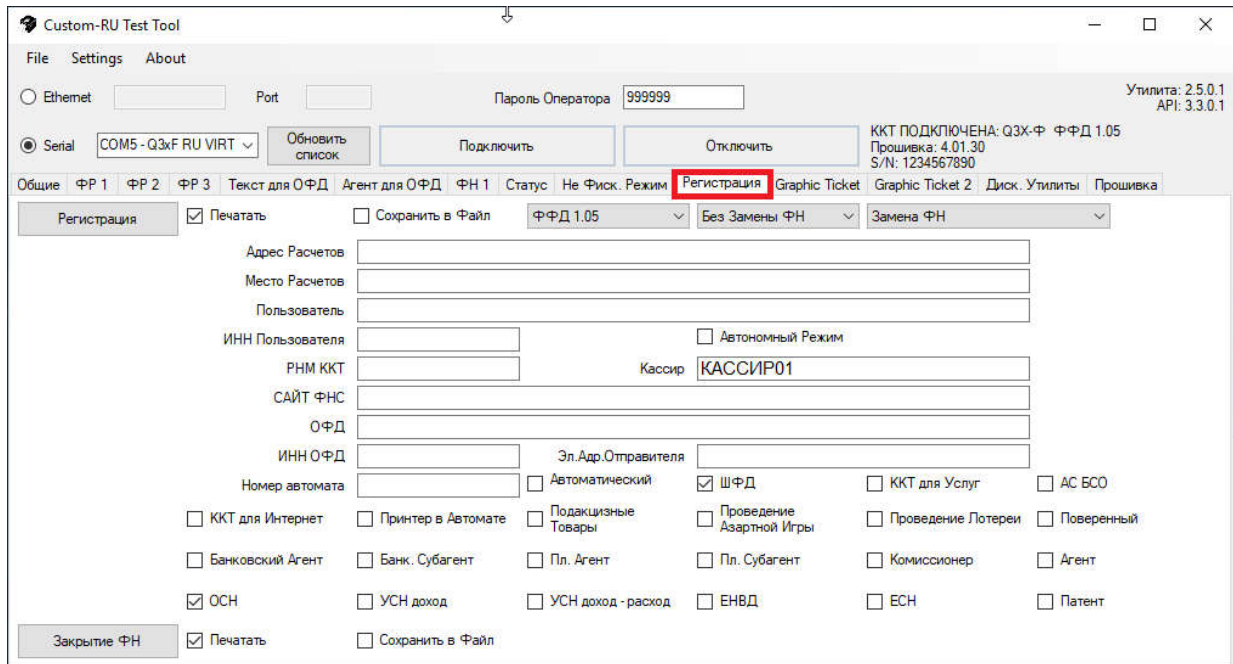 Custom-RU Test Tool
File Settings About
Ethernet Port Пароль Оператора 999999 Утилита: 2.5.0.1
API: 3.3.0.1
Serial COM5 - Q3xF RU VIRT Обновить список Подключить Отключить ККТ ПОДКЛЮЧЕНА: Q3X-Ф ФФД 1.05
Прошивка: 4.01.30
S/N: 1234567890
Общие ФР 1 ФР 2 ФР 3 Текст для ОФД Агент для ОФД ФН 1 Статус Не Фиск. Режим Регистрация Graphic Ticket Graphic Ticket 2 Диск. Утилиты Прошивка
Регистрация Печатать Сохранить в Файл ФФД 1.05 Без Замены ФН Замена ФН
Адрес Расчетов
Место Расчетов
Пользователь
ИНН Пользователя Автономный Режим
РНМ ККТ Кассир КАССИР01
САЙТ ФНС
ОФД
ИНН ОФД Эл.Адр.Отправителя
Номер автомата Автоматический ШФД ККТ для Услуг АС БСО
ККТ для Интернет Принтер в Автомате Подакцизные Товары Проведение Азартной Игры Проведение Лотереи Поверенный
Банковский Агент Банк. Субагент Пл. Агент Пл. Субагент Комиссионер Агент
ОСН УСН доход УСН доход - расход ЕНВД ЕСН Патент
Закрытие ФН Печатать Сохранить в Файл